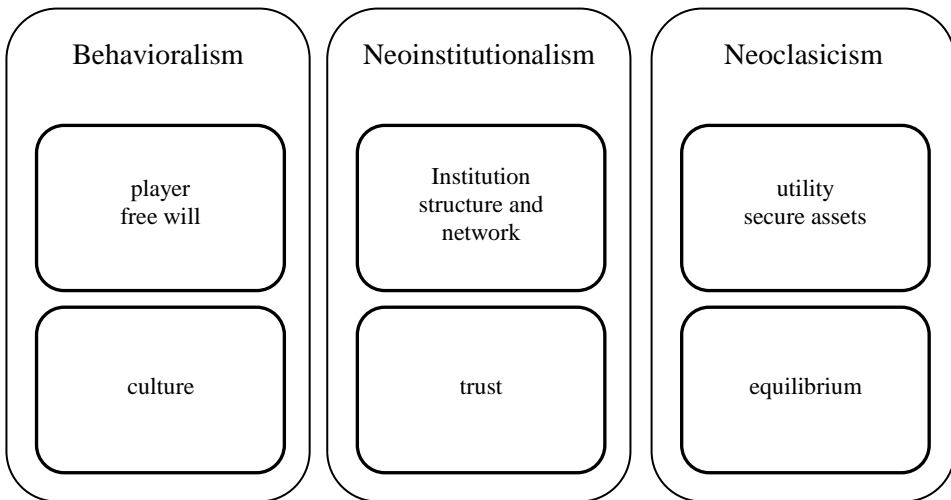 Behavioralism
player
free will
culture
Neoinstitutionalism
Institution
structure and
network
trust
Neoclasicism
utility
secure assets
equilibrium